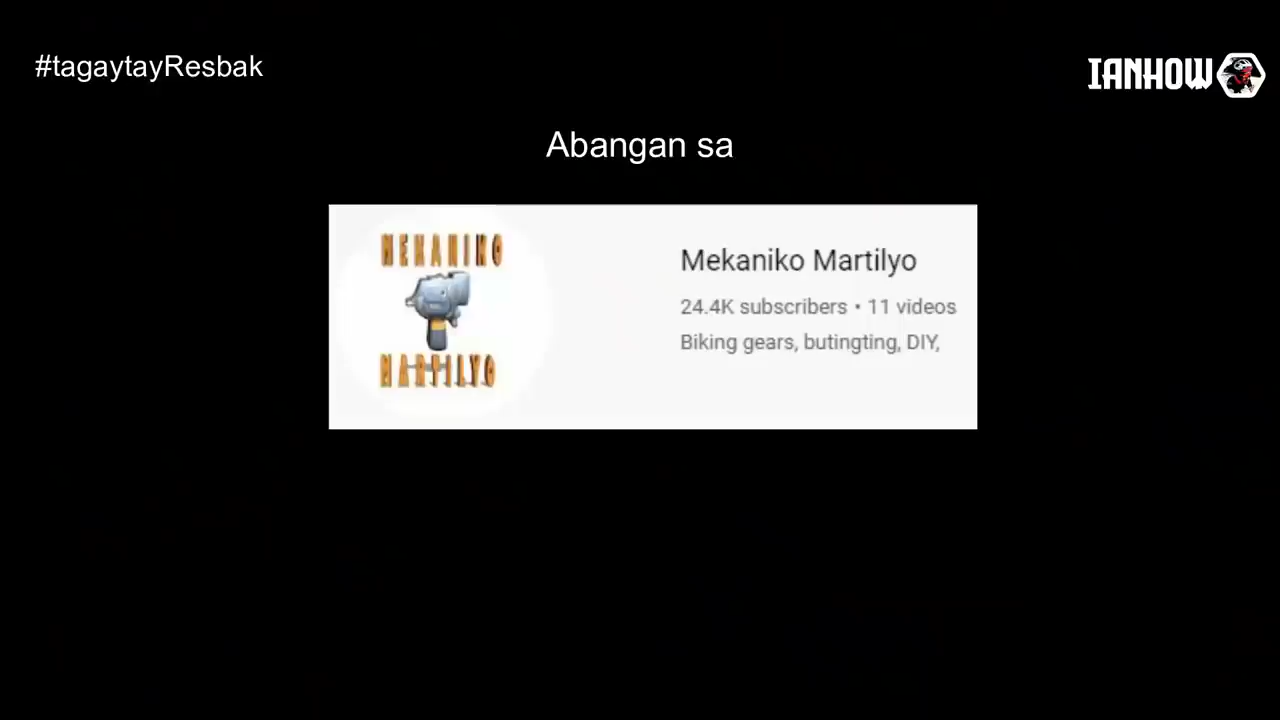 #tagaytayResbak
IANHOW
Abangan sa
MEKANIKO
MARTILYO
Mekaniko Martilyo
24.4K subscribers • 11 videos
Biking gears, butingting, DIY,